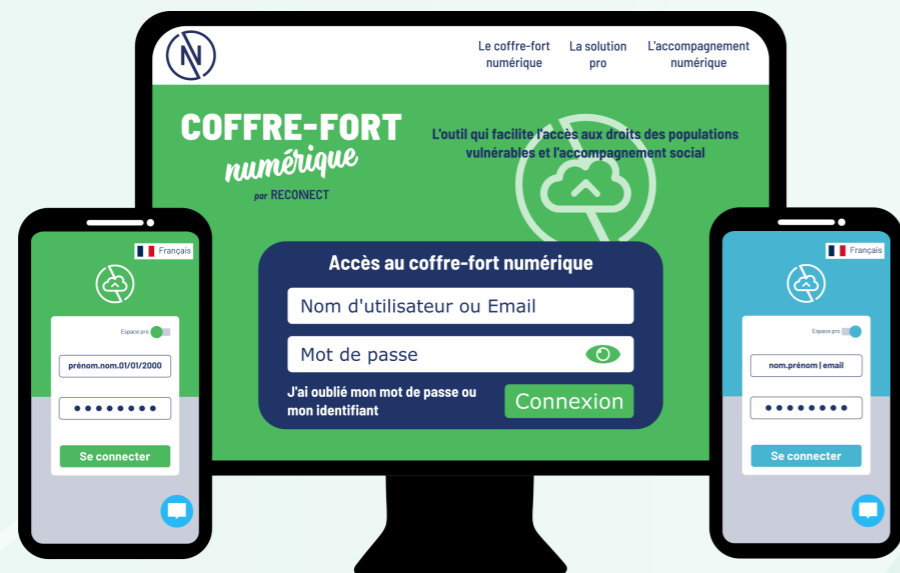 N
Le coffre-fort
numérique
La solution
pro
L'accompagnement
numérique
COFFRE-FORT
numérique
par RECONNECT
L'outil qui facilite l'accès aux droits des populations
vulnérables et l'accompagnement social
Accès au coffre-fort numérique
Nom d'utilisateur ou Email
Mot de passe
J'ai oublié mon mot de passe ou
mon identifiant
Connexion
Français
Espace pro
prénom.nom.01/01/2000
Se connecter
Français
Espace pro
nom.prénom | email
Se connecter